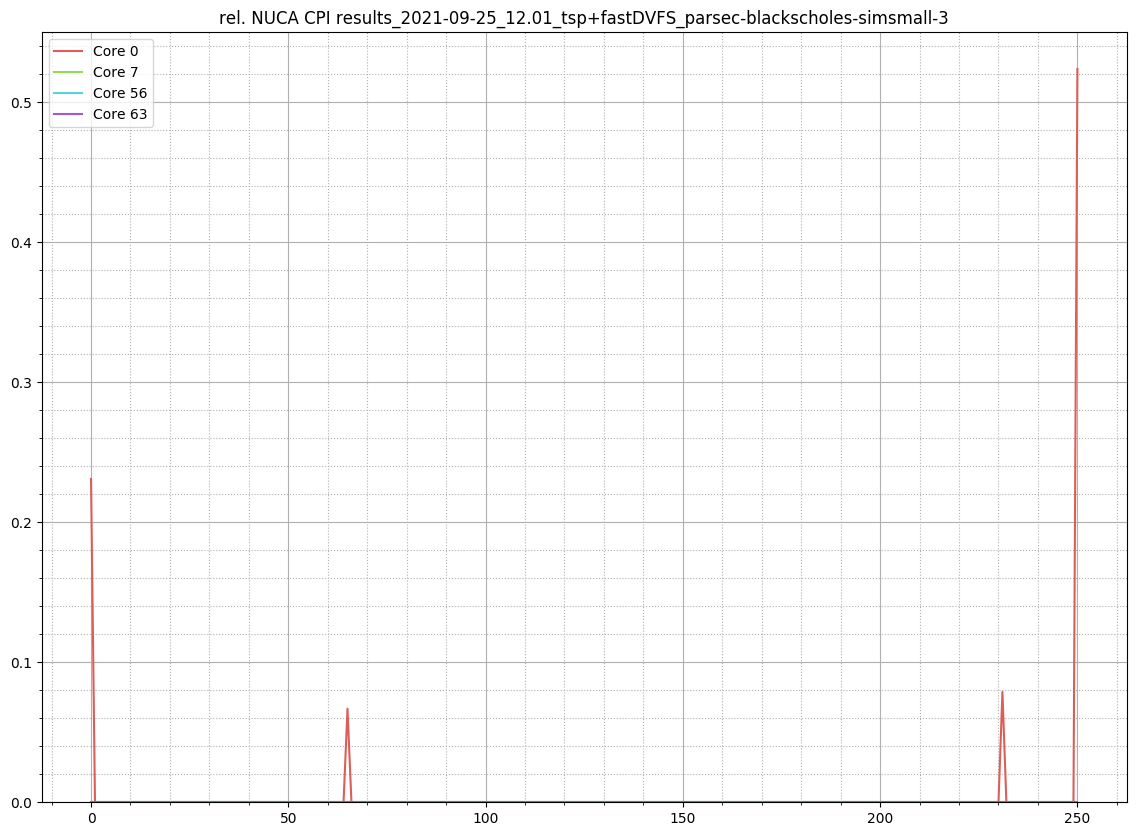 rel. NUCA CPI results_2021-09-25_12.01_tsp+fastDVFS_parsec-blackscholes-simsmall-3
Core 0
Core 7
Core 56
Core 63
0.5
0.4
0.3
0.2
0.1
0.0
0 50 100 150 200 250